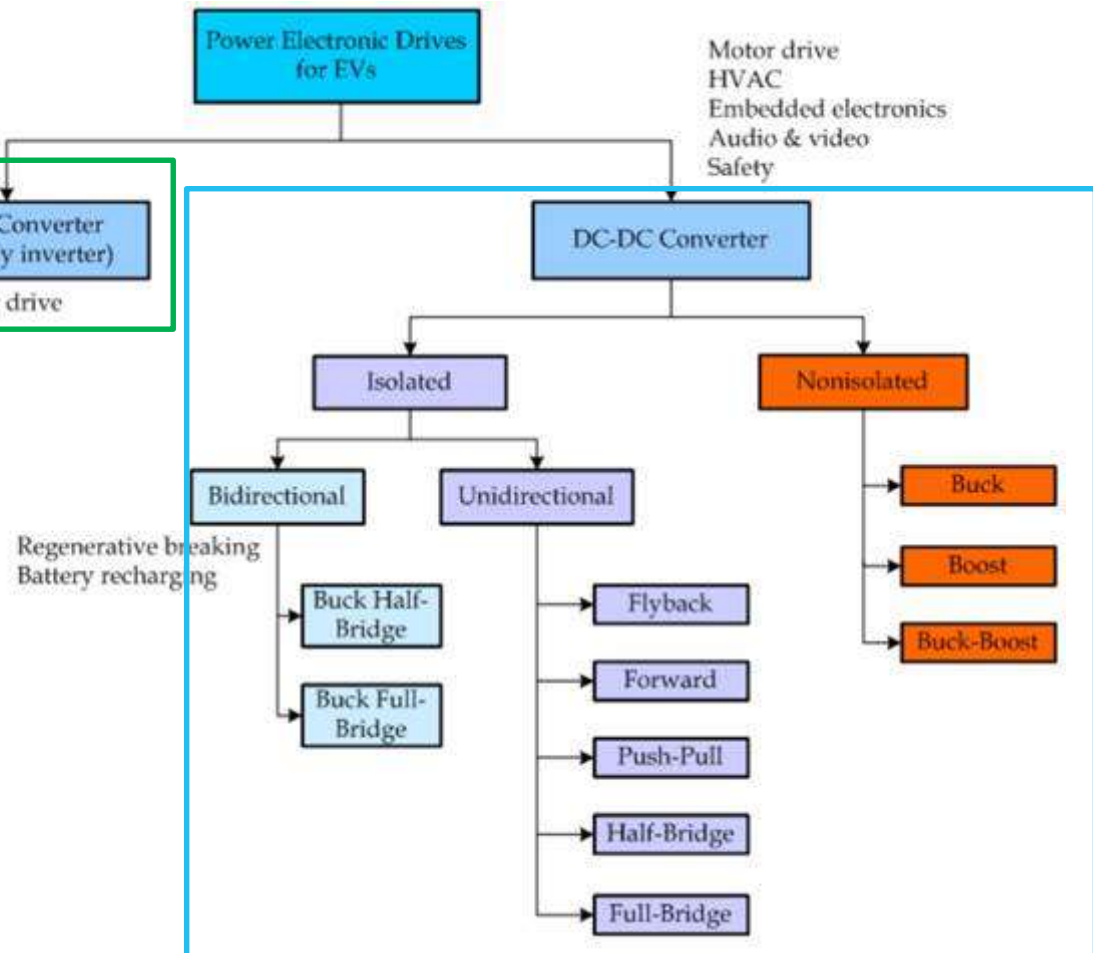 Power Electronic Drives
for EVs
Motor drive
HVAC
Embedded electronics
Audio & video
Safety
Converter
y inverter)
drive
DC-DC Converter
Isolated
Nonisolated
Bidirectional
Unidirectional
Regenerative breaking
Battery recharging
Buck Half-
Bridge
Buck Full-
Bridge
Flyback
Forward
Push-Pull
Half-Bridge
Full-Bridge
Buck
Boost
Buck-Boost